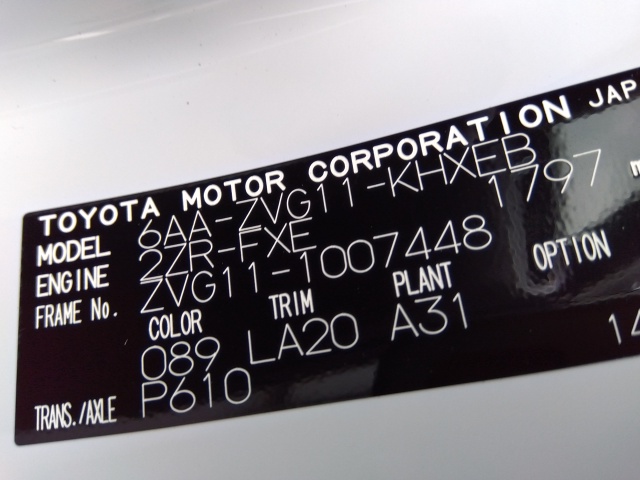 TOYOTA MOTOR CORPORATION JAP
MODEL 6AA-ZVG11-KHXEB
ENGINE 2ZR-FXE 1797
FRAME No. ZVG11-1007448
COLOR TRIM PLANT OPTION
089 LA20 A31
TRANS./AXLE P610 14